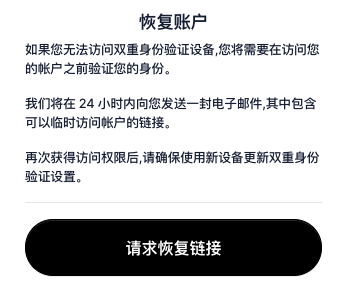 恢复账户
如果您无法访问双重身份验证设备,您将需要在访问您
的帐户之前验证您的身份。
我们将在 24 小时内向您发送一封电子邮件,其中包含
可以临时访问帐户的链接。
再次获得访问权限后,请确保使用新设备更新双重身份
验证设置。
请求恢复链接